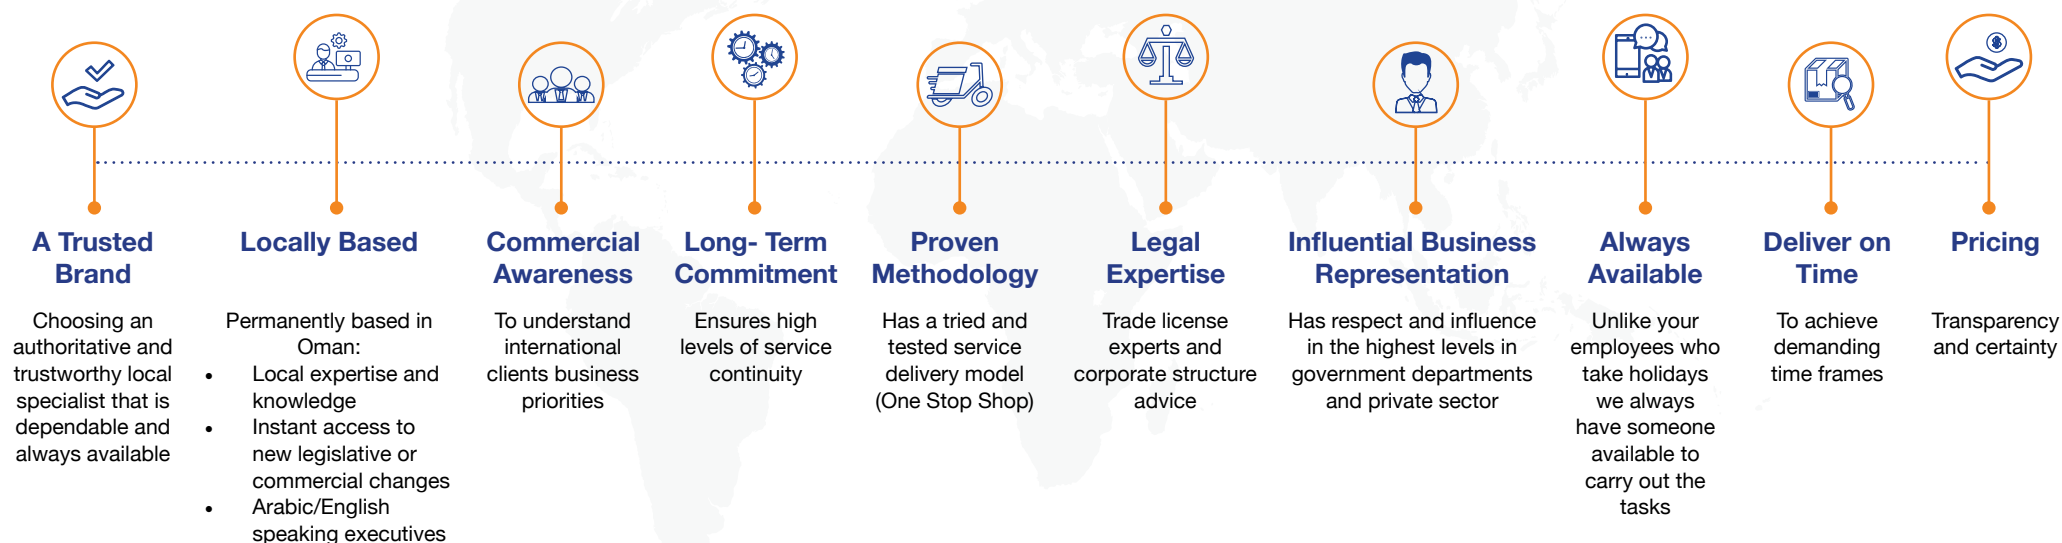 A Trusted
Brand
Choosing an
authoritative and
trustworthy local
specialist that is
dependable and
always available
Locally Based
Permanently based in
Oman:
• Local expertise and
knowledge
• Instant access to
new legislative or
commercial changes
• Arabic/English
speaking executives
Commercial
Awareness
To understand
international
clients business
priorities
Long- Term
Commitment
Ensures high
levels of service
continuity
Proven
Methodology
Has a tried and
tested service
delivery model
(One Stop Shop)
Legal
Expertise
Trade license
experts and
corporate structure
advice
Influential Business
Representation
Has respect and influence
in the highest levels in
government departments
and private sector
Always
Available
Unlike your
employees who
take holidays
we always
have someone
available to
carry out the
tasks
Deliver on
Time
To achieve
demanding
time frames
$
Pricing
Transparency
and certainty